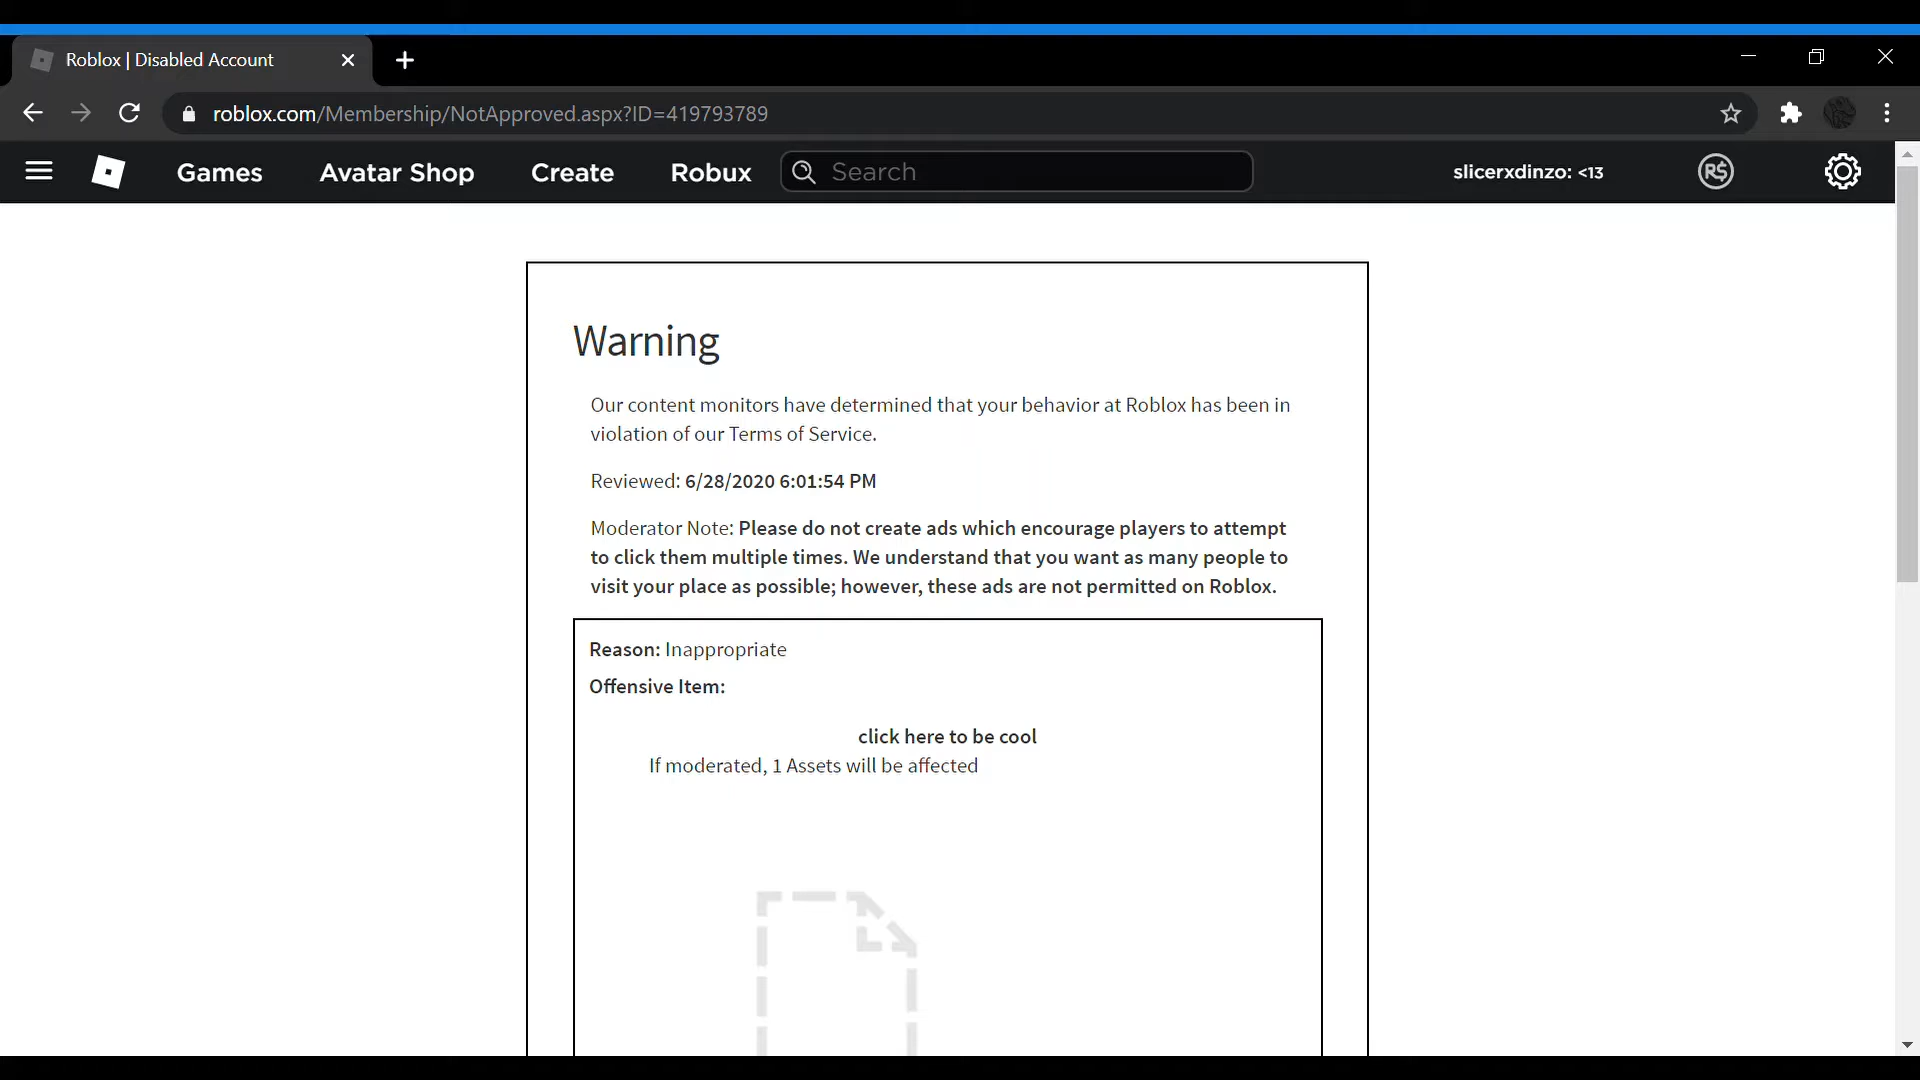 Roblox | Disabled Account
roblox.com/Membership/NotApproved.aspx?ID=419793789
Games Avatar Shop Create Robux Search slicerxdinzo: <13 R$
Warning
Our content monitors have determined that your behavior at Roblox has been in
violation of our Terms of Service.
Reviewed: 6/28/2020 6:01:54 PM
Moderator Note: Please do not create ads which encourage players to attempt
to click them multiple times. We understand that you want as many people to
visit your place as possible; however, these ads are not permitted on Roblox.
Reason: Inappropriate
Offensive Item:
click here to be cool
If moderated, 1 Assets will be affected